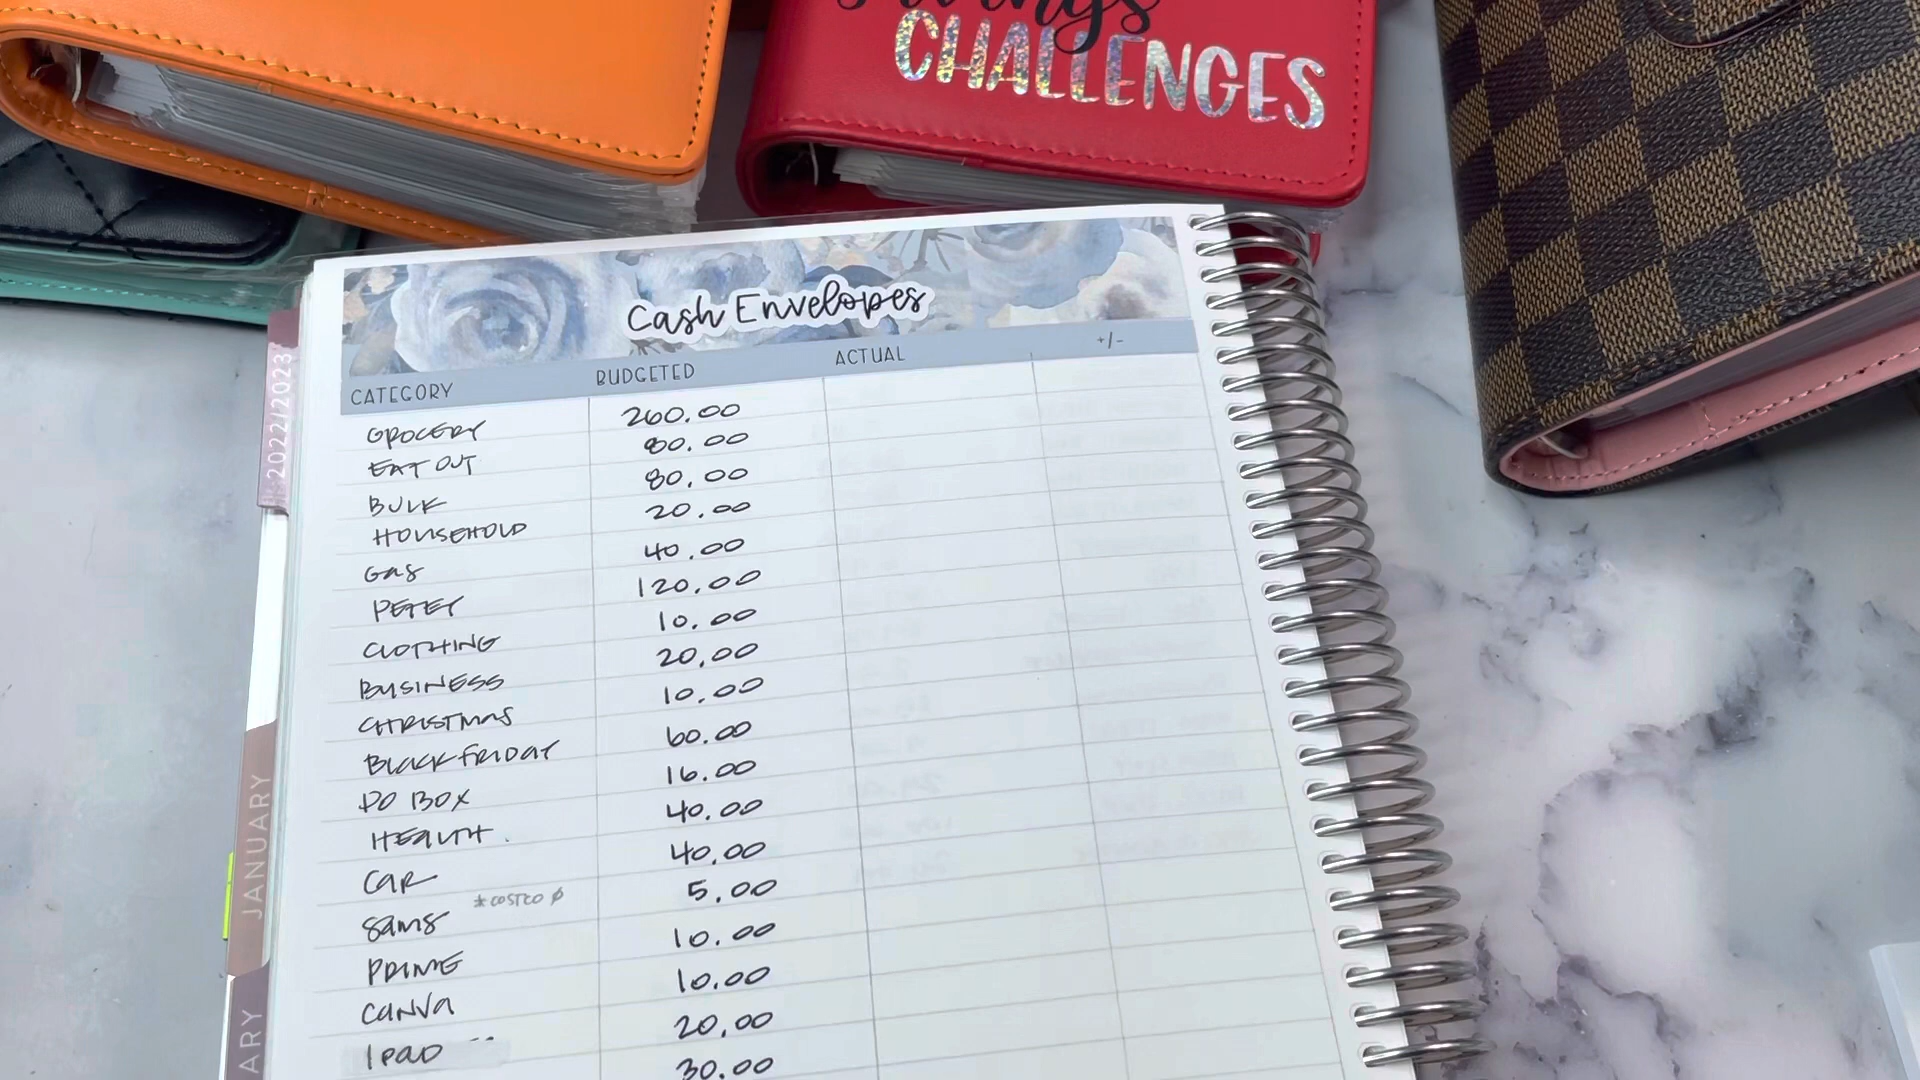 Savings
CHALLENGES
Cash Envelopes
CATEGORY BUDGETED ACTUAL +/-
GROCERY 260.00
EAT OUT 80.00
BULK 80.00
HOUSEHOLD 20.00
GAS 40.00
PETEY 120.00
CLOTHING 10.00
BUSINESS 20.00
CHRISTMAS 10.00
BLACK FRIDAY 60.00
PO BOX 16.00
HEALTH 40.00
CAR 40.00
SAMS *COSTCO Ø 5.00
PRIME 10.00
CANVA 10.00
IPAD 20.00
30.00
2022/2023
JANUARY
ARY